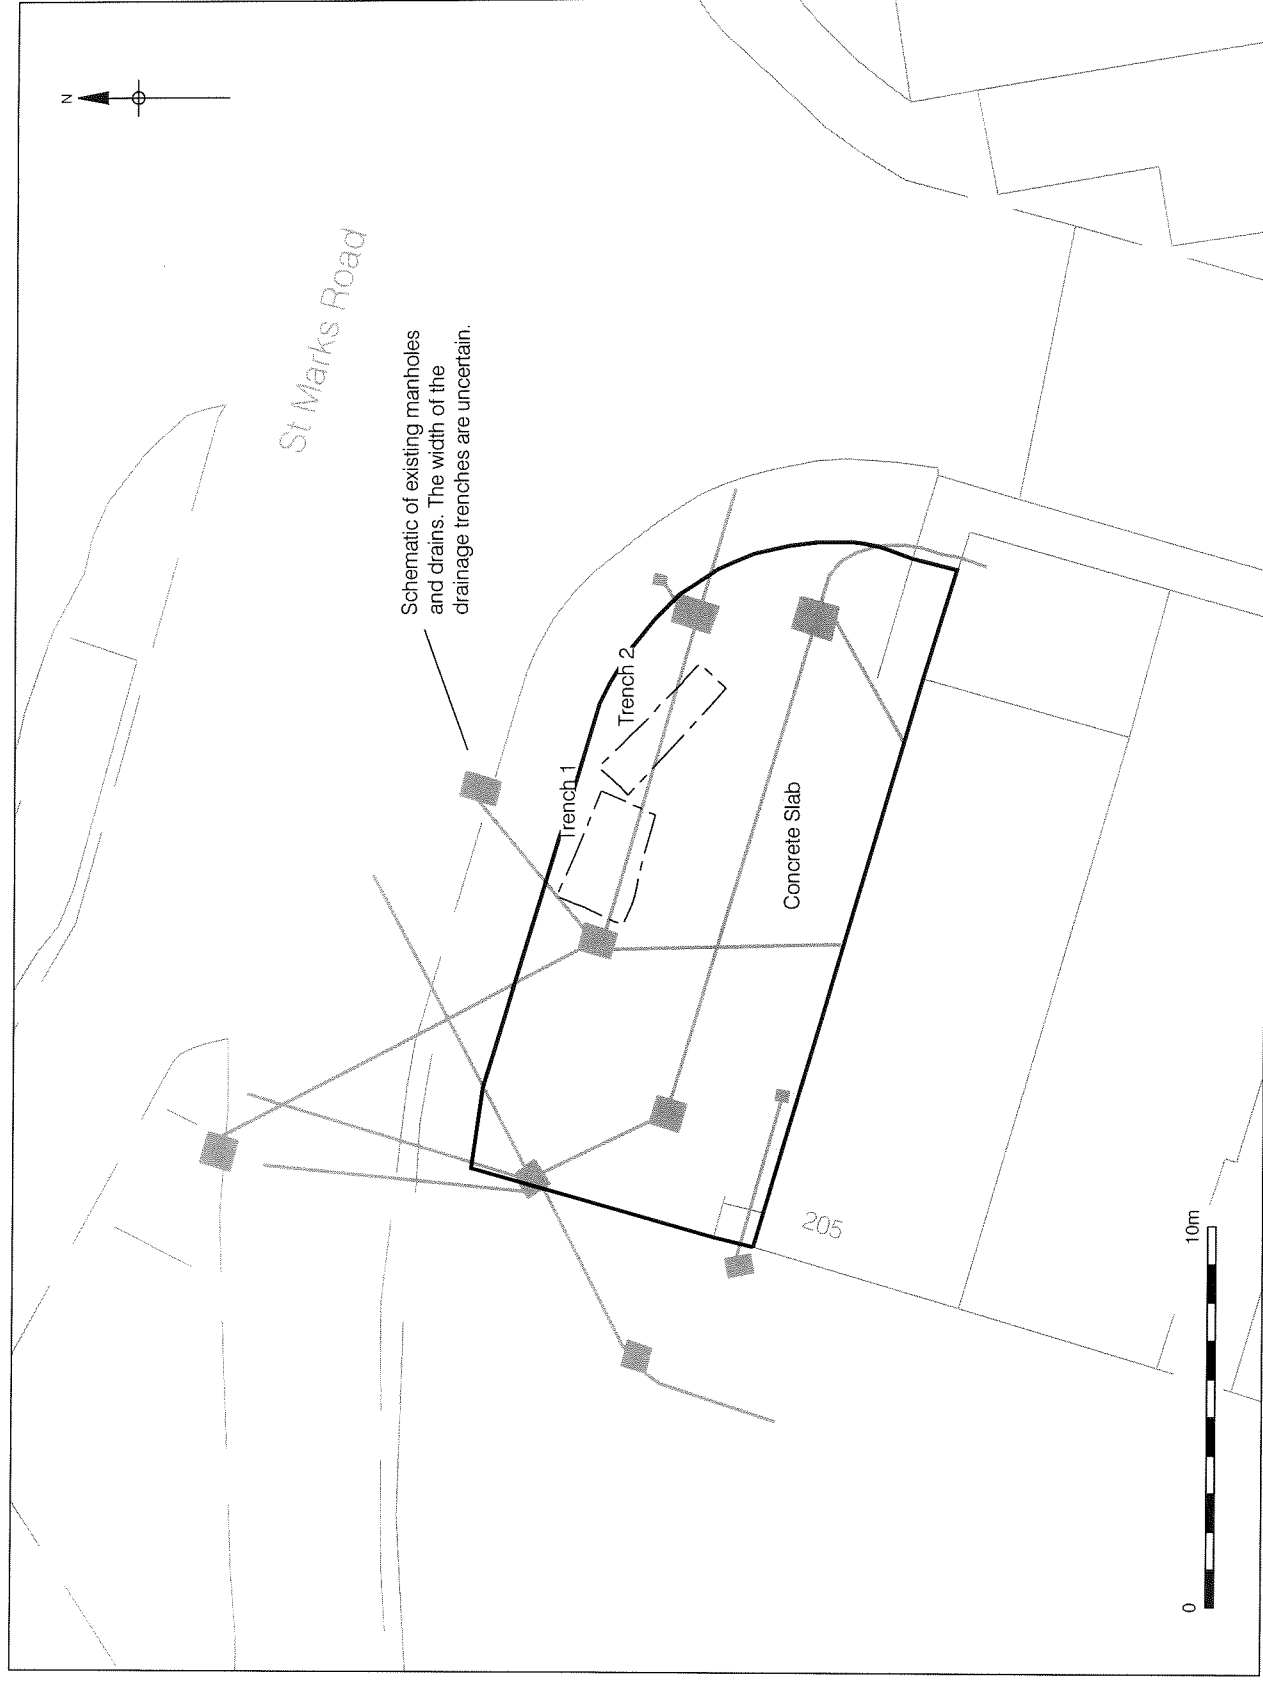 N
St Marks Road
Schematic of existing manholes
and drains. The width of the
drainage trenches are uncertain.
Trench 2
Trench 1
Concrete Slab
205
0
10m